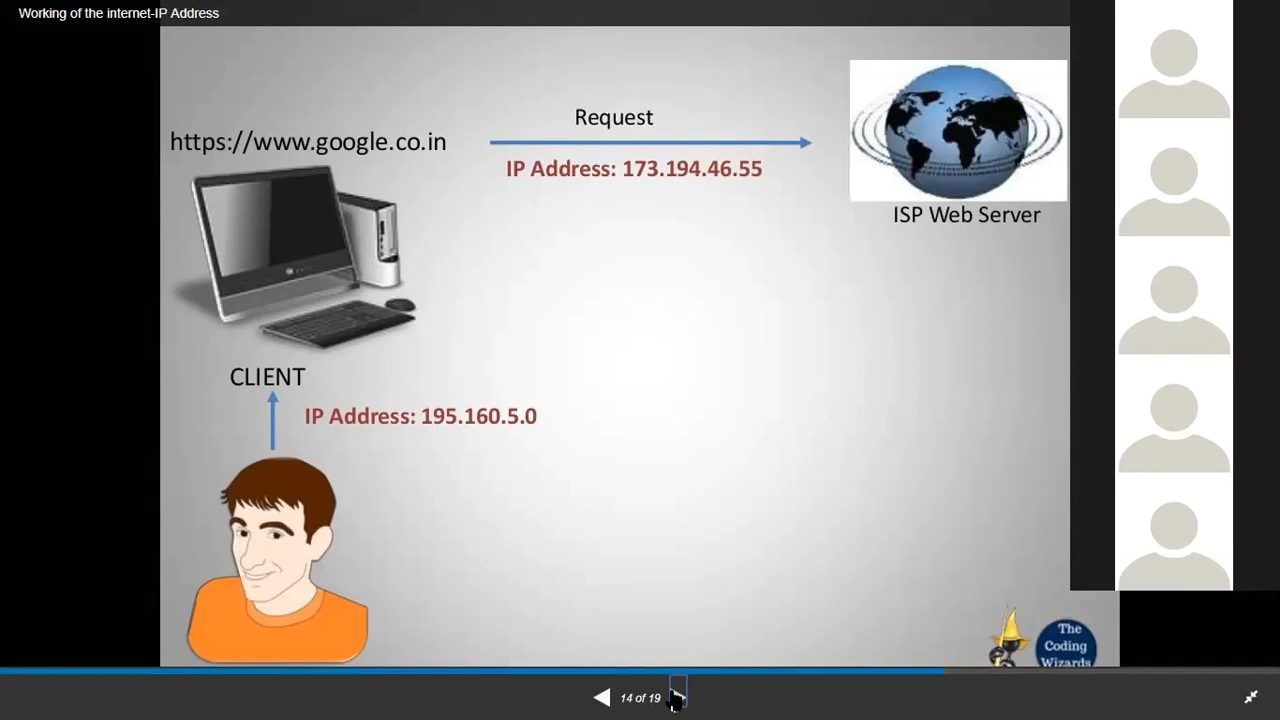 Working of the internet-IP Address
https://www.google.co.in
Request
IP Address: 173.194.46.55
ISP Web Server
CLIENT
IP Address: 195.160.5.0
The
Coding
Wizards
14 of 19